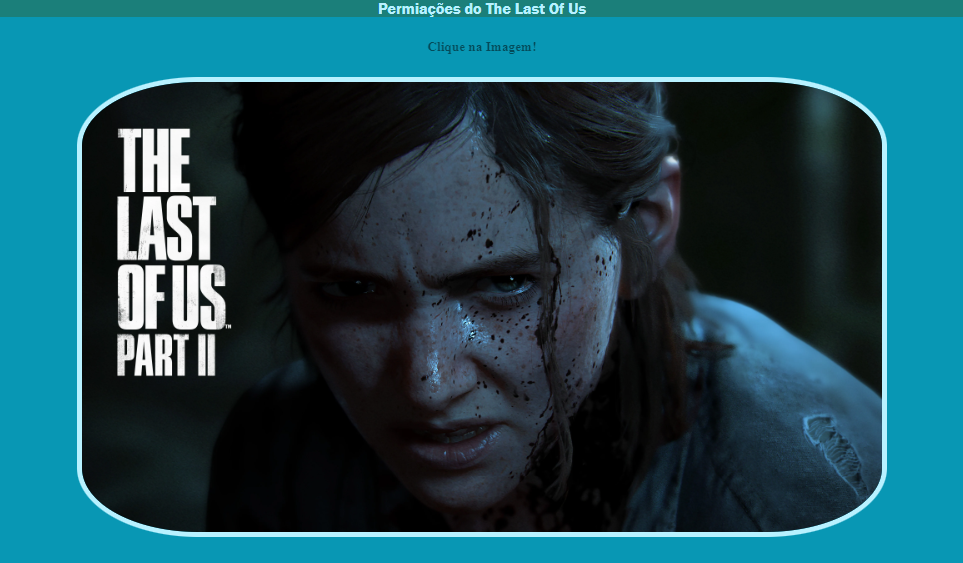 Permiações do The Last Of Us
Clique na Imagem!
THE
LAST
OF US™
PART II